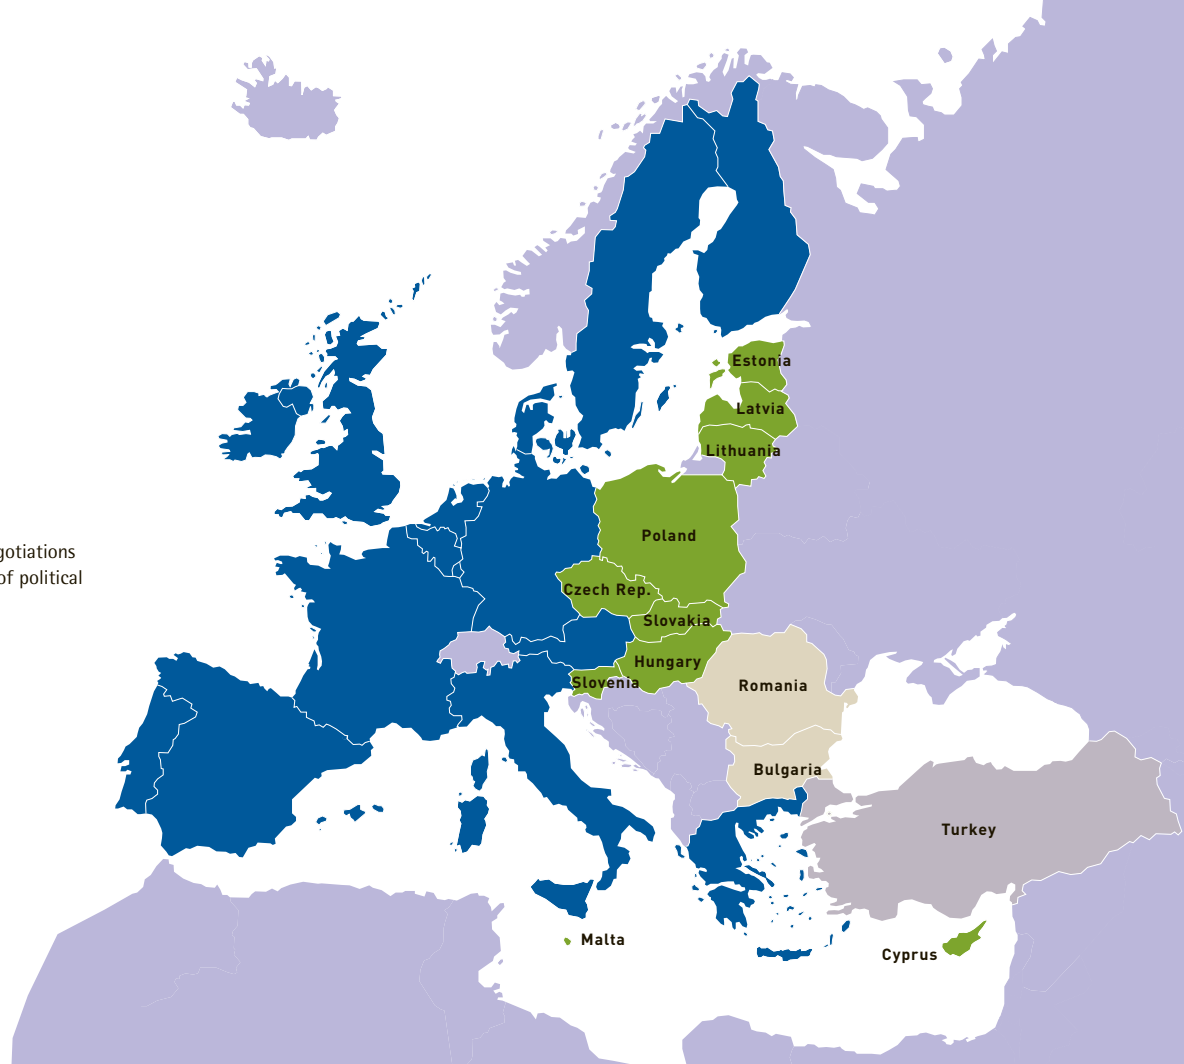 Estonia
Latvia
Lithuania
Poland
gotiations
of political
Czech Rep.
Slovakia
Hungary
Slovenia
Romania
Bulgaria
Turkey
Malta
Cyprus